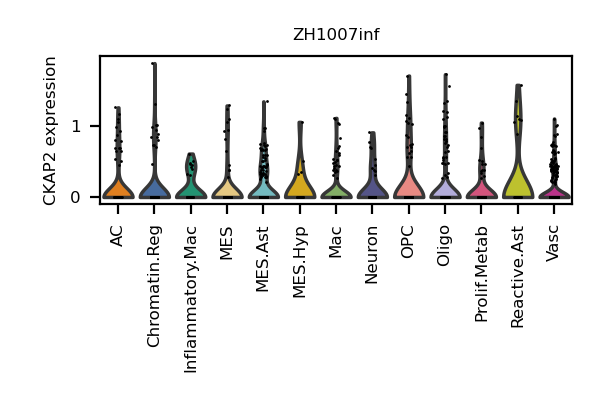 ZH1007inf
CKAP2 expression
1
0
AC
Chromatin.Reg
Inflammatory.Mac
MES
MES.Ast
MES.Hyp
Mac
Neuron
OPC
Oligo
Prolif.Metab
Reactive.Ast
Vasc